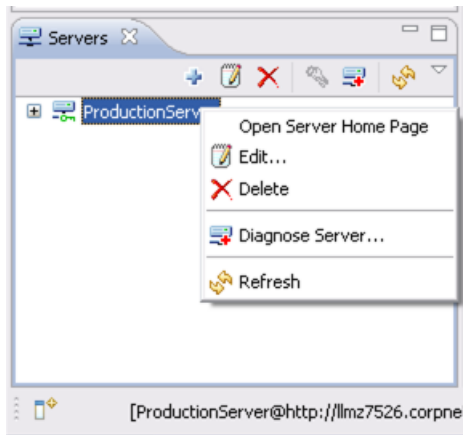 Servers
ProductionServ
Open Server Home Page
Edit...
Delete
Diagnose Server...
Refresh
[ProductionServer@http://llmz7526.corpne